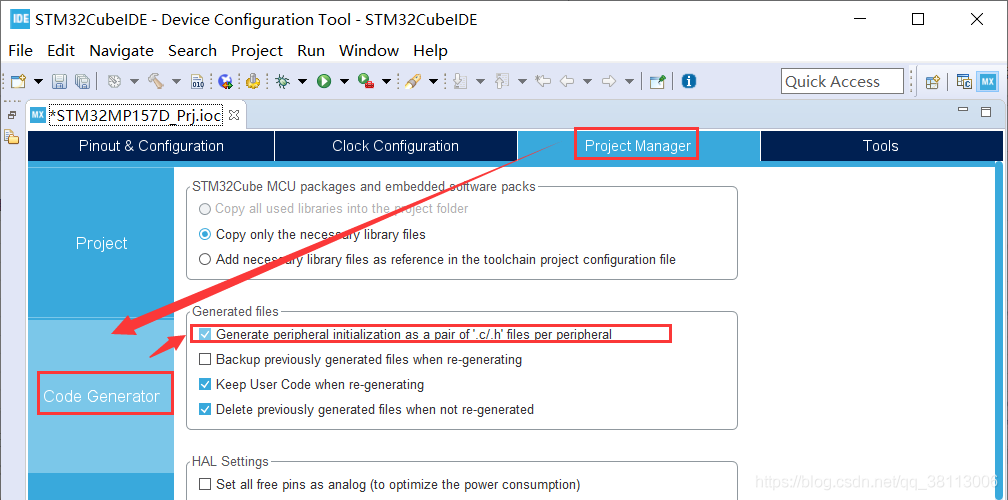 IDE STM32CubeIDE - Device Configuration Tool - STM32CubeIDE
File Edit Navigate Search Project Run Window Help
010
Quick Access
MX
MX *STM32MP157D_Prj.ioc
Pinout & Configuration Clock Configuration Project Manager Tools
STM32Cube MCU packages and embedded software packs
Copy all used libraries into the project folder
Project
Copy only the necessary library files
Add necessary library files as reference in the toolchain project configuration file
Generated files
Generate peripheral initialization as a pair of '.c/.h' files per peripheral
Backup previously generated files when re-generating
Keep User Code when re-generating
Code Generator
Delete previously generated files when not re-generated
HAL Settings
Set all free pins as analog (to optimize the power consumption)
https://blog.csdn.net/qq_38113006